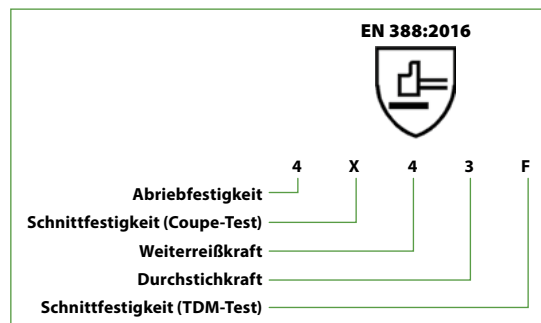 EN 388:2016
4 X 4 3 F
Abriebfestigkeit
Schnittfestigkeit (Coupe-Test)
Weiterreißkraft
Durchstichkraft
Schnittfestigkeit (TDM-Test)